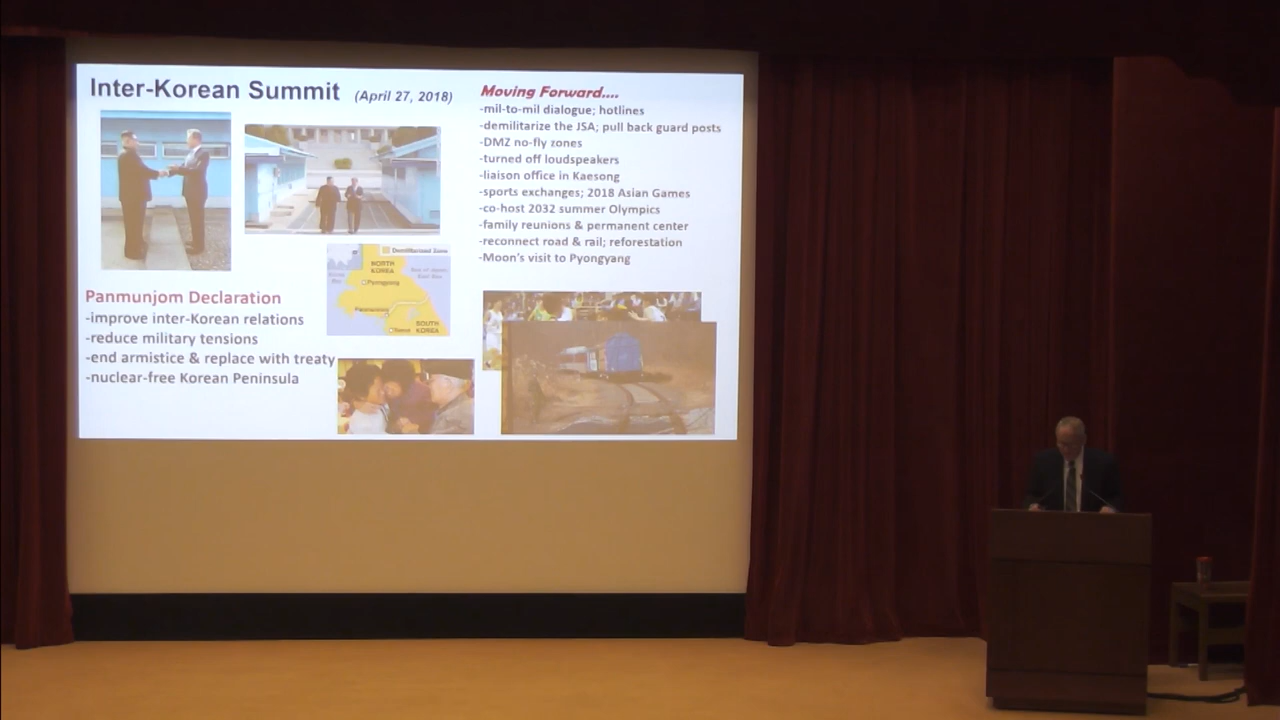 Inter-Korean Summit (April 27, 2018)
Moving Forward....
-mil-to-mil dialogue; hotlines
-demilitarize the JSA; pull back guard posts
-DMZ no-fly zones
-turned off loudspeakers
-liaison office in Kaesong
-sports exchanges; 2018 Asian Games
-co-host 2032 summer Olympics
-family reunions & permanent center
-reconnect road & rail; reforestation
-Moon's visit to Pyongyang
Demilitarized Zone
NORTH
KOREA
Pyongyang
Panmunjom
Seoul
SOUTH
KOREA
Panmunjom Declaration
-improve inter-Korean relations
-reduce military tensions
-end armistice & replace with treaty
-nuclear-free Korean Peninsula